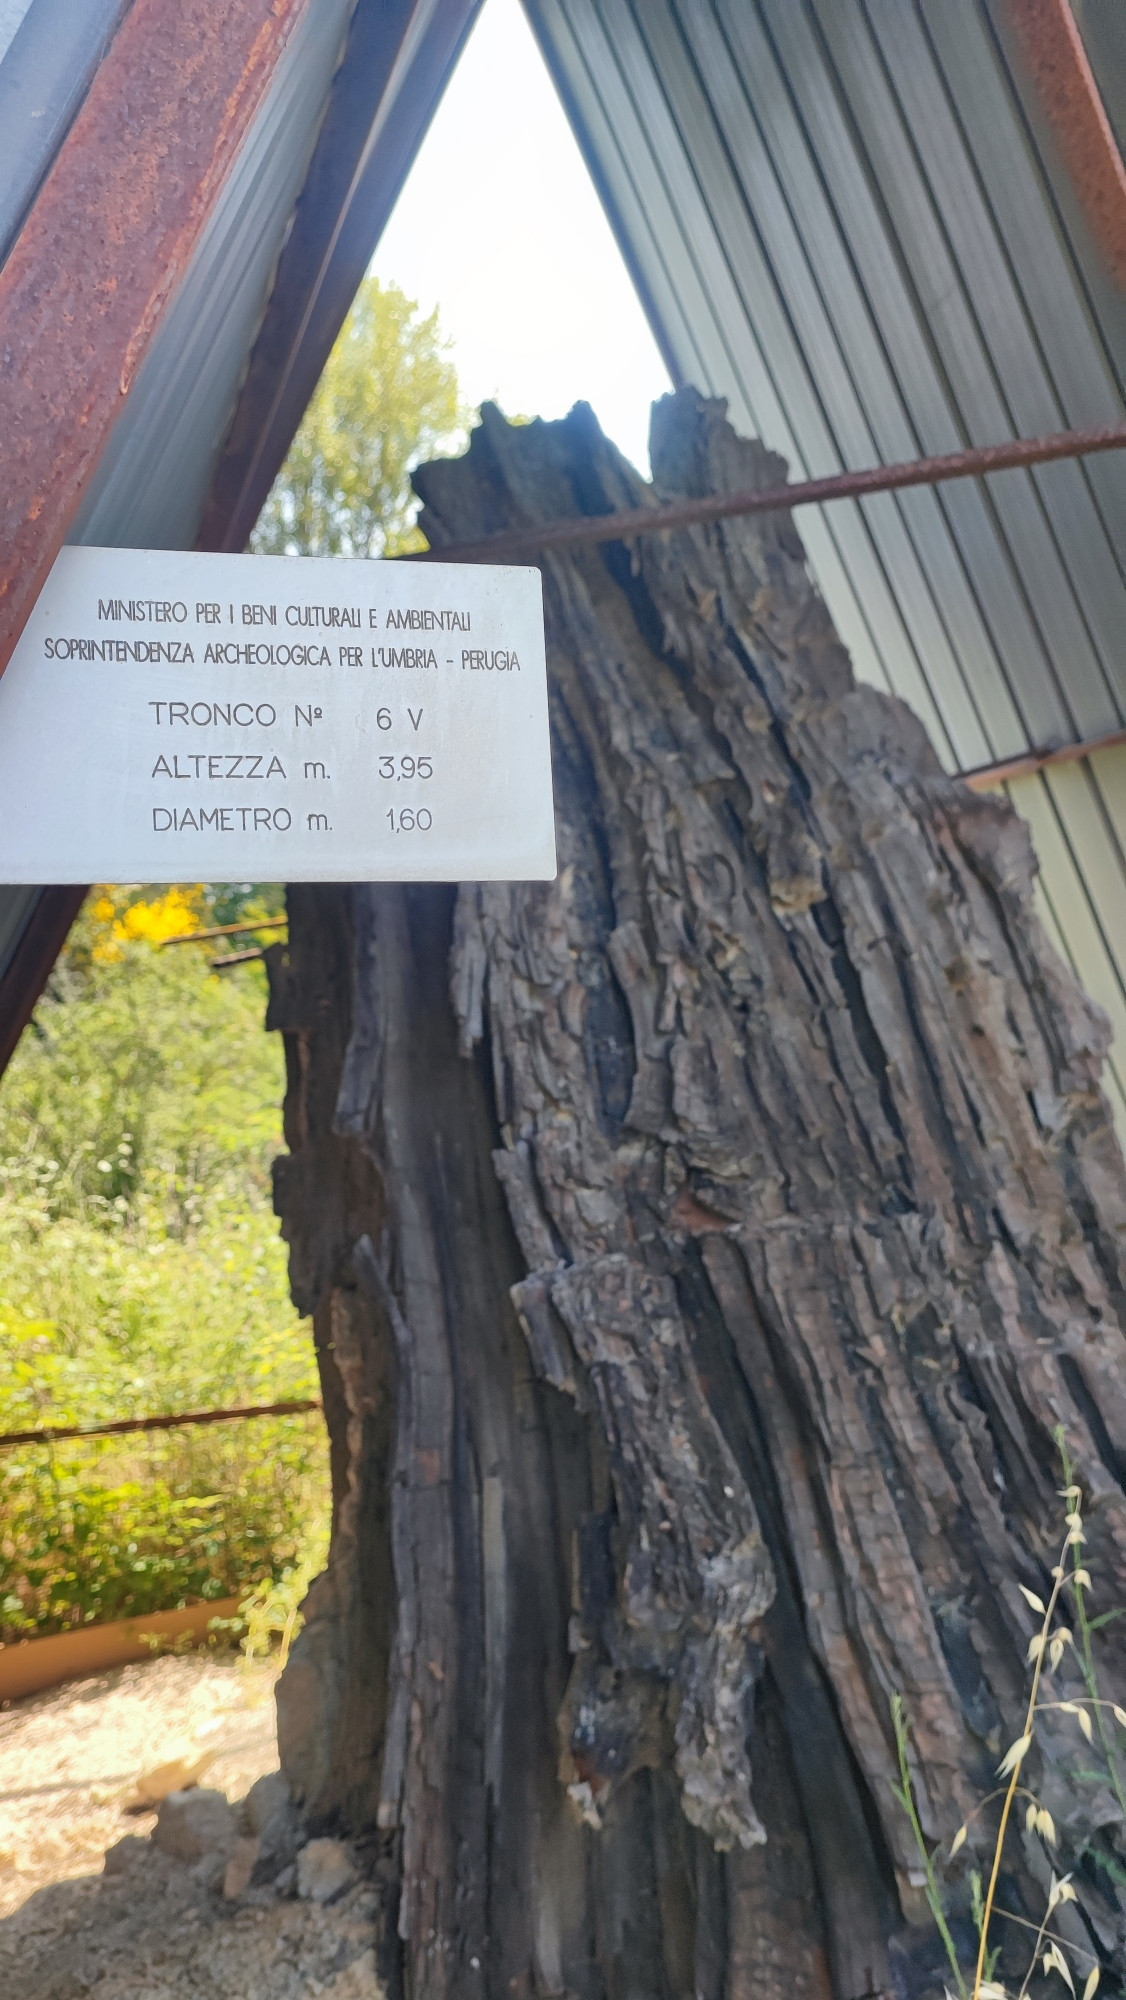 MINISTERO PER I BENI CULTURALI E AMBIENTALI
SOPRINTENDENZA ARCHEOLOGICA PER L'UMBRIA - PERUGIA
TRONCO Nº 6 V
ALTEZZA m. 3,95
DIAMETRO m. 1,60